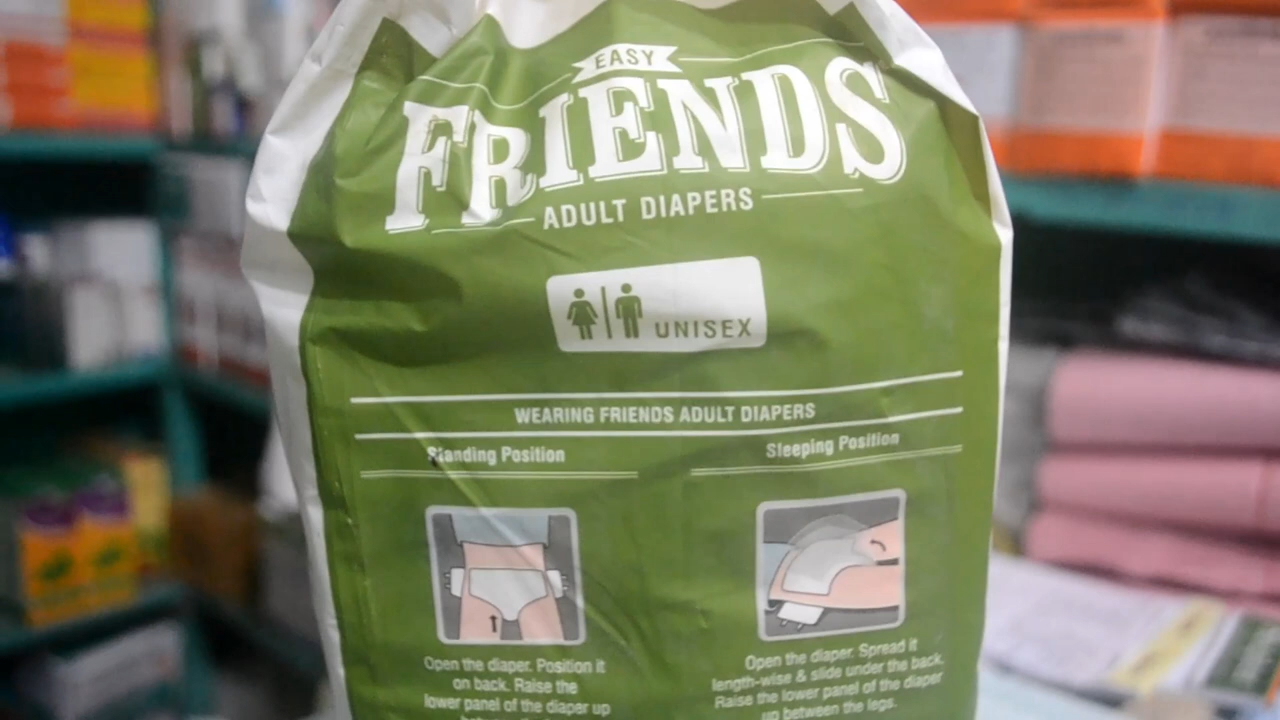 EASY
FRIENDS
ADULT DIAPERS
UNISEX
WEARING FRIENDS ADULT DIAPERS
Standing Position
Sleeping Position
Open the diaper. Position it
on back. Raise the
lower panel of the diaper up
Open the diaper. Spread it
length-wise & slide under the back.
Raise the lower panel of the diaper
up between the legs.